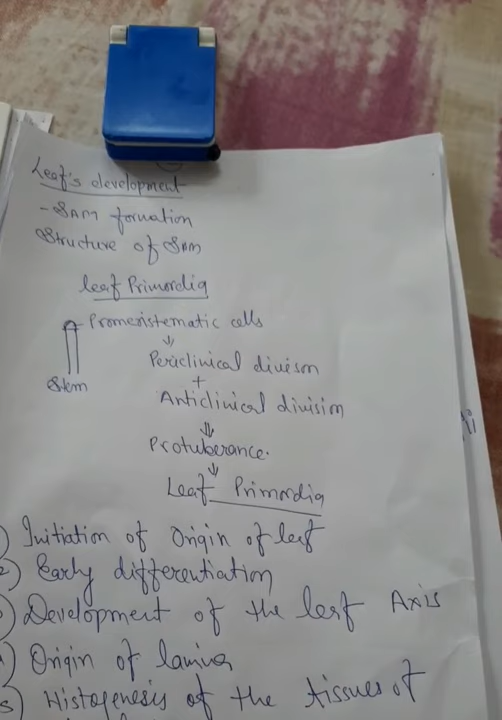 Leaf's development
- SAM formation
Structure of SAM
leaf Primordia
Promeristematic cells
⇓
Stem
Periclinical divison
+
Anticlinical division
⇓
Protuberance.
⇓
Leaf Primordia
) Initiation of Origin of leaf
2) Early differentiation
) Development of the leaf Axis
) Origin of lamina
5) Histogenesis of the tissues of